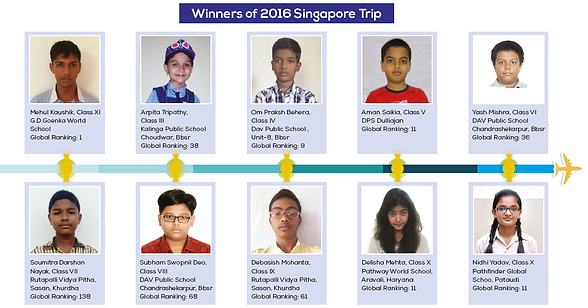 Winners of 2016 Singapore Trip
Mehul Kaushik, Class XI
G.D.Goenka World
School
Global Ranking: 1
Arpita Tripathy,
Class III
Kalinga Public School
Choudwar, Bbsr
Global Ranking: 38
Om Praksh Behera,
Class IV
Dav Public School ,
Unit-8, Bbsr
Global Ranking: 9
Aman Saikia, Class V
DPS Dulliajan
Global Ranking: 11
Yash Mishra, Class VI
DAV Public School
Chandrashekarpur, Bbsr
Global Ranking: 36
Soumitra Darshan
Nayak, Class VII
Rutapalli Vidya Pitha,
Sasan, Khurdha
Global Ranking: 138
Subham Swopnil Deo,
Class VIII
DAV Public School
Chandrashekarpur, Bbsr
Global Ranking: 68
Debasish Mohanta,
Class IX
Rutapalli Vidya Pitha,
Sasan, Khurdha
Global Ranking: 61
Delisha Mehta, Class X
Pathway World School,
Aravali, Haryana
Global Ranking: 11
Nidhi Yadav, Class X
Pathfinder Global
Schoo, Pataudi
Global Ranking: 11